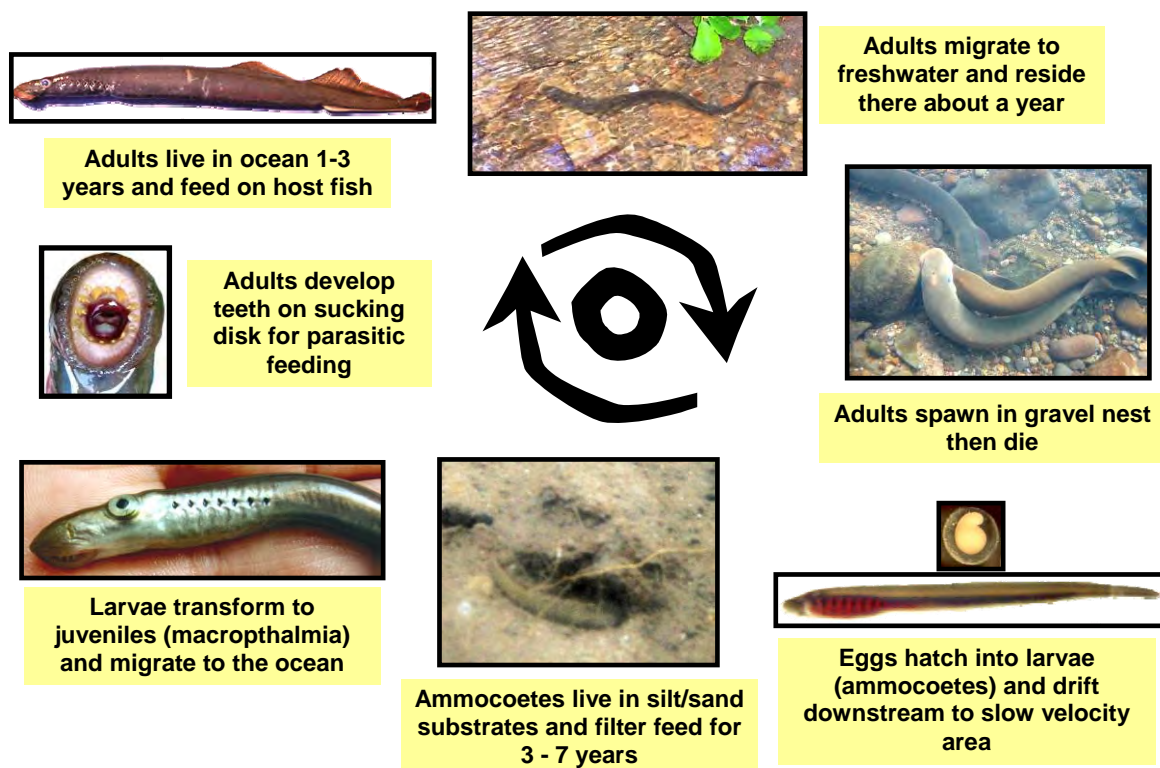 Adults live in ocean 1-3
years and feed on host fish
Adults migrate to
freshwater and reside
there about a year
Adults develop
teeth on sucking
disk for parasitic
feeding
Adults spawn in gravel nest
then die
Larvae transform to
juveniles (macropthalmia)
and migrate to the ocean
Ammocoetes live in silt/sand
substrates and filter feed for
3 - 7 years
Eggs hatch into larvae
(ammocoetes) and drift
downstream to slow velocity
area